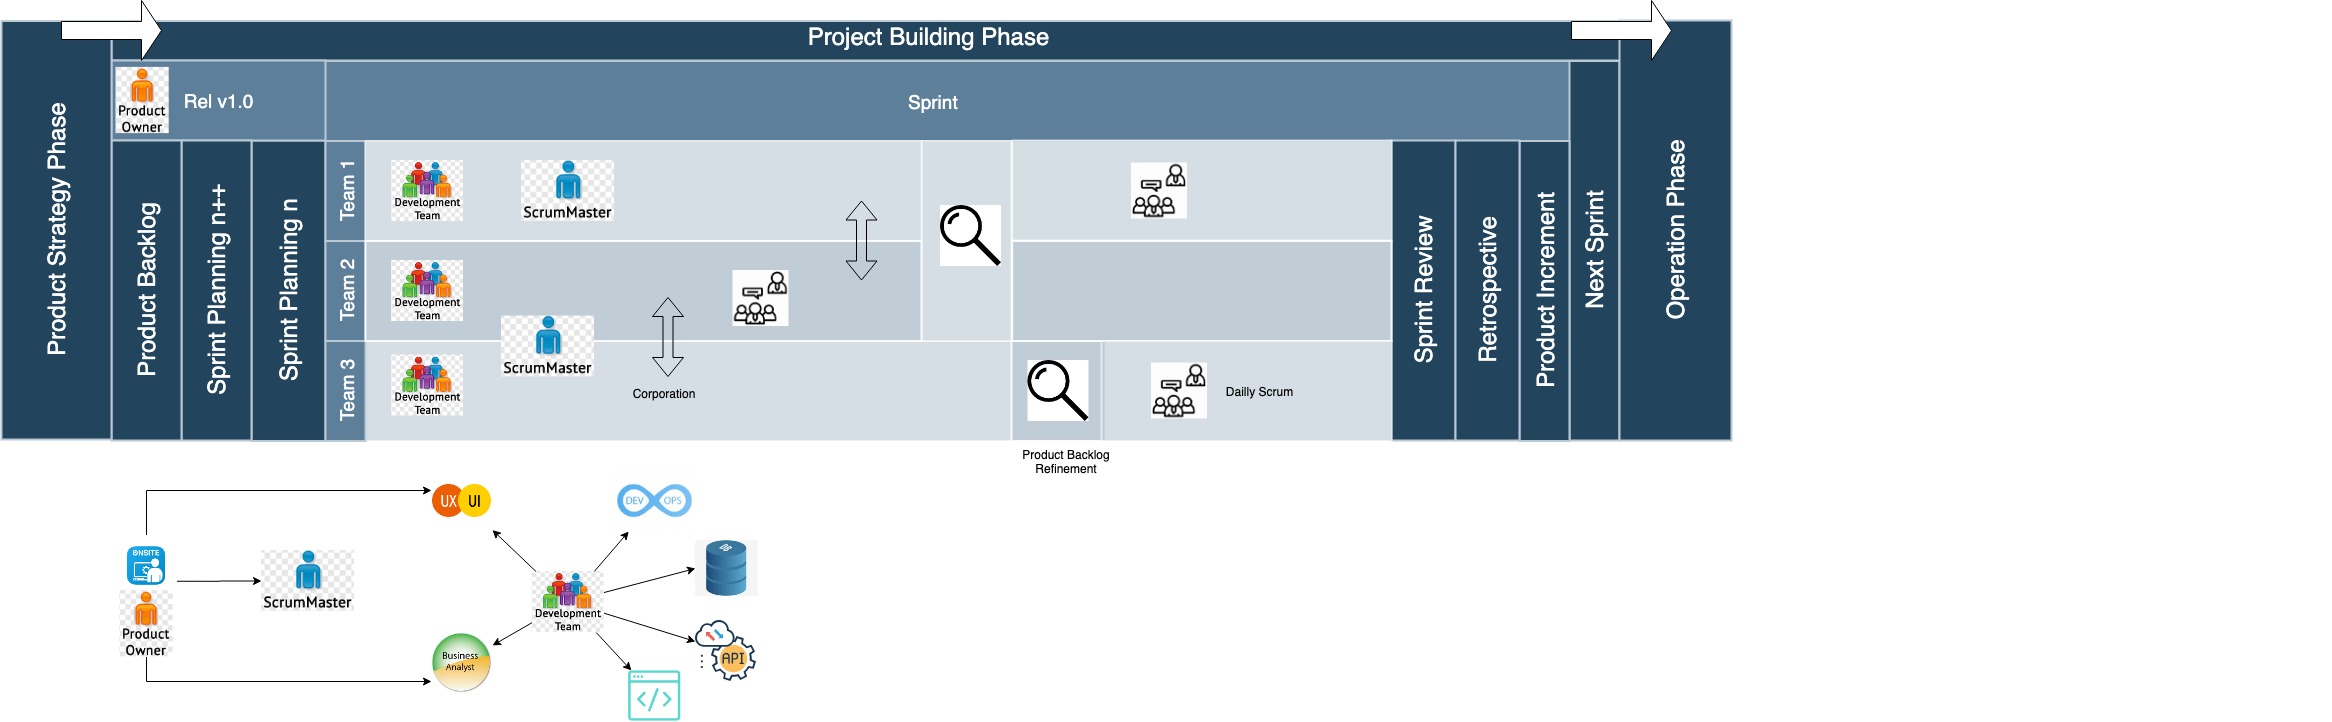 Project Building Phase
Product Strategy Phase
Product
Owner
Rel v1.0
Sprint
Product Backlog
Sprint Planning n++
Sprint Planning n
Team 1
Development
Team
ScrumMaster
Team 2
Development
Team
ScrumMaster
Team 3
Development
Team
Corporation
Dailly Scrum
Product Backlog
Refinement
Sprint Review
Retrospective
Product Increment
Next Sprint
Operation Phase
UX UI
DEV OPS
ONSITE
ScrumMaster
Product
Owner
Development
Team
Business
Analyst
API
</>